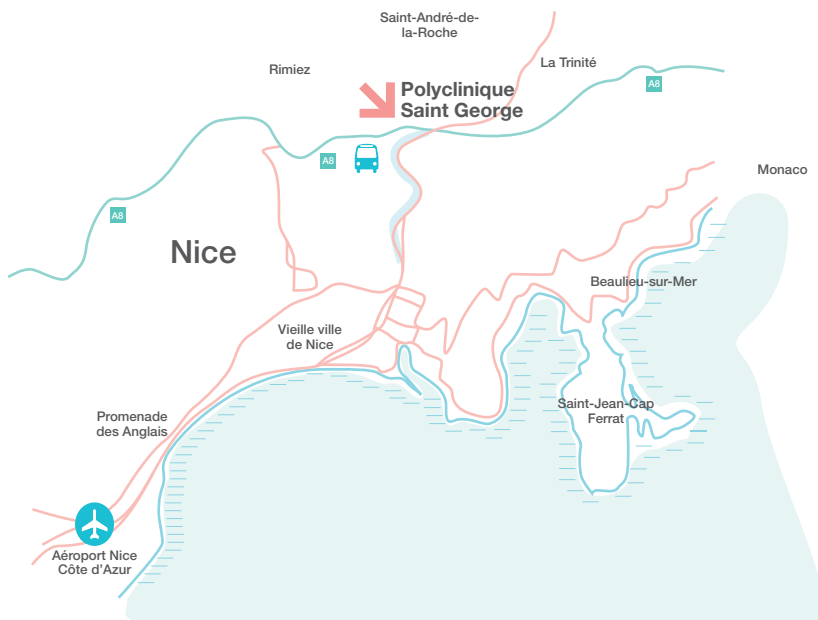 Saint-André-de-
la-Roche
Rimiez
La Trinité
Polyclinique
Saint George
A8
A8
Monaco
A8
Nice
Beaulieu-sur-Mer
Vieille ville
de Nice
Saint-Jean-Cap
Ferrat
Promenade
des Anglais
Aéroport Nice
Côte d'Azur